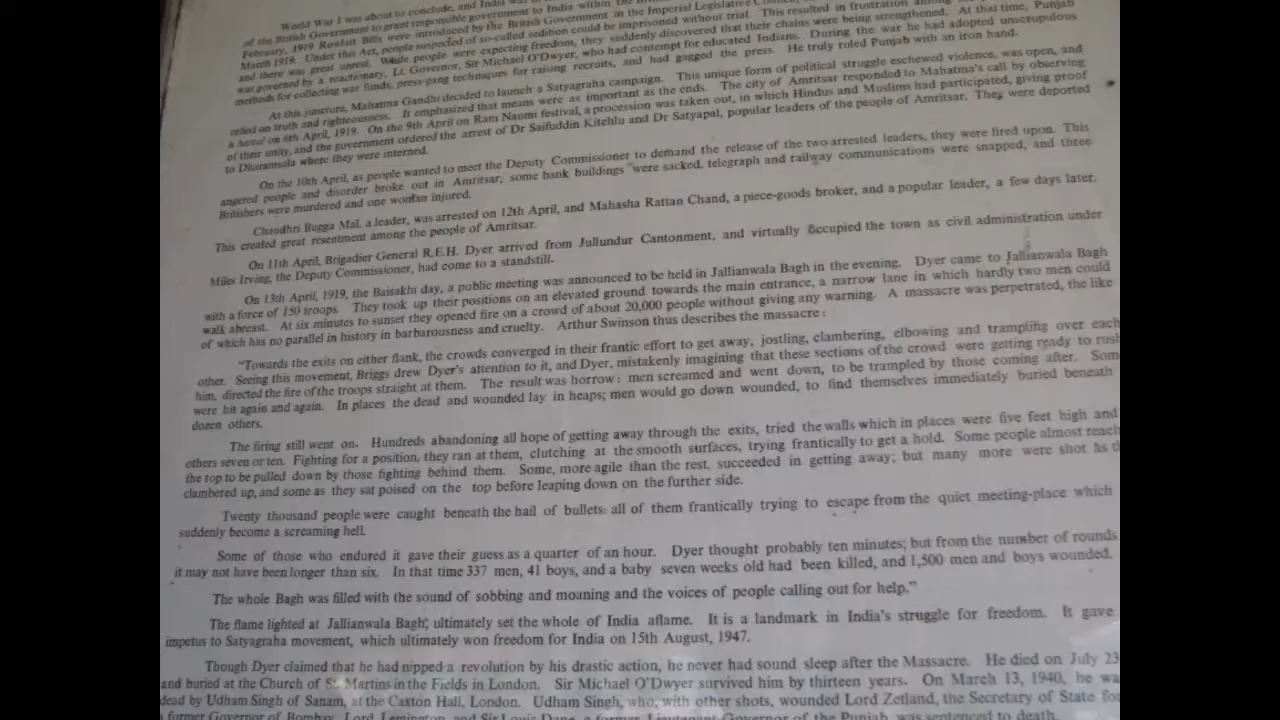 World War I was about to conclude, and India was
of the British Government to grant responsible government to India within the
February, 1919 Rowlatt Bills were introduced by the British Government in the Imperial Legislative Council,
March 1919. Under this Act, people suspected of so-called sedition could be imprisoned without trial. This resulted in frustration among
and there was great unrest. While people were expecting freedom, they suddenly discovered that their chains were being strengthened. At that time, Punjab
was governed by a reactionary, Lt. Governor, Sir Michael O'Dwyer, who had contempt for educated Indians. During the war he had adopted unscrupulous
methods for collecting war funds, press-gang techniques for raising recruits, and had gagged the press. He truly ruled Punjab with an iron hand.
At this juncture, Mahatma Gandhi decided to launch a Satyagraha campaign. This unique form of political struggle eschewed violence, was open, and
relied on truth and righteousness. It emphasized that means were as important as the ends. The city of Amritsar responded to Mahatma's call by observing
a hartal on 6th April, 1919. On the 9th April on Ram Naumi festival, a procession was taken out, in which Hindus and Muslims had participated, giving proof
of their unity, and the government ordered the arrest of Dr Saifuddin Kitchlu and Dr Satyapal, popular leaders of the people of Amritsar. They were deported
to Dharamsala where they were interned.
On the 10th April, as people wanted to meet the Deputy Commissioner to demand the release of the two arrested leaders, they were fired upon. This
angered people and disorder broke out in Amritsar; some bank buildings were sacked, telegraph and railway communications were snapped, and three
Britishers were murdered and one woman injured.
Chaudhri Bugga Mal, a leader, was arrested on 12th April, and Mahasha Rattan Chand, a piece-goods broker, and a popular leader, a few days later.
This created great resentment among the people of Amritsar.
On 11th April, Brigadier General R.E.H. Dyer arrived from Jullundur Cantonment, and virtually occupied the town as civil administration under
Miles Irving, the Deputy Commissioner, had come to a standstill.
On 13th April, 1919, the Baisakhi day, a public meeting was announced to be held in Jallianwala Bagh in the evening. Dyer came to Jallianwala Bagh
with a force of 150 troops. They took up their positions on an elevated ground towards the main entrance, a narrow lane in which hardly two men could
walk abreast. At six minutes to sunset they opened fire on a crowd of about 20,000 people without giving any warning. A massacre was perpetrated, the like
of which has no parallel in history in barbarousness and cruelty. Arthur Swinson thus describes the massacre:
"Towards the exits on either flank, the crowds converged in their frantic effort to get away, jostling, clambering, elbowing and trampling over each
other. Seeing this movement, Briggs drew Dyer's attention to it, and Dyer, mistakenly imagining that these sections of the crowd were getting ready to rush
him, directed the fire of the troops straight at them. The result was horrow: men screamed and went down, to be trampled by those coming after. Som
were hit again and again. In places the dead and wounded lay in heaps; men would go down wounded, to find themselves immediately buried beneath
dozen others.
The firing still went on. Hundreds abandoning all hope of getting away through the exits, tried the walls which in places were five feet high and
others seven or ten. Fighting for a position, they ran at them, clutching at the smooth surfaces, trying frantically to get a hold. Some people almost reach
the top to be pulled down by those fighting behind them. Some, more agile than the rest, succeeded in getting away; but many more were shot as t
clambered up, and some as they sat poised on the top before leaping down on the further side.
Twenty thousand people were caught beneath the hail of bullets: all of them frantically trying to escape from the quiet meeting-place which
suddenly become a screaming hell.
Some of those who endured it gave their guess as a quarter of an hour. Dyer thought probably ten minutes; but from the number of rounds
it may not have been longer than six. In that time 337 men, 41 boys, and a baby seven weeks old had been killed, and 1,500 men and boys wounded.
The whole Bagh was filled with the sound of sobbing and moaning and the voices of people calling out for help."
The flame lighted at Jallianwala Bagh, ultimately set the whole of India aflame. It is a landmark in India's struggle for freedom. It gave
impetus to Satyagraha movement, which ultimately won freedom for India on 15th August, 1947.
Though Dyer claimed that he had nipped a revolution by his drastic action, he never had sound sleep after the Massacre. He died on July 23
and buried at the Church of St. Martins in the Fields in London. Sir Michael O'Dwyer survived him by thirteen years. On March 13, 1940, he wa
dead by Udham Singh of Sanam, at the Caxton Hall, London. Udham Singh, who, with other shots, wounded Lord Zetland, the Secretary of State fo
a former Governor of Bombay, Lord Lamington and Sir Louis Dane, a former Lieutenant Governor of the Punjab, was sentenced to death.